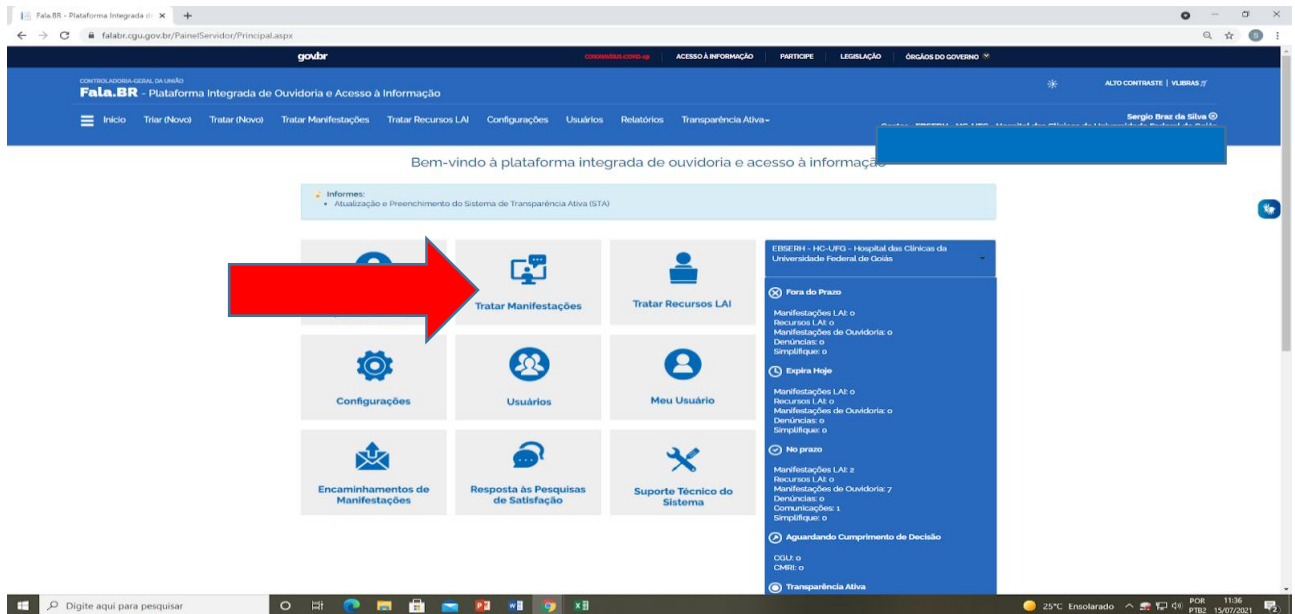 Fala.BR - Plataforma Integrada d
falabr.cgu.gov.br/PainelServidor/Principal.aspx
S
gov.br
CORONAVÍRUS (COVID-19)
ACESSO À INFORMAÇÃO
PARTICIPE
LEGISLAÇÃO
ÓRGÃOS DO GOVERNO
CONTROLADORIA-GERAL DA UNIÃO
Fala.BR - Plataforma Integrada de Ouvidoria e Acesso à Informação
ALTO CONTRASTE | VLIBRAS
Início
Triar (Novo)
Tratar (Novo)
Tratar Manifestações
Tratar Recursos LAI
Configurações
Usuários
Relatórios
Transparência Ativa
Sergio Braz da Silva
Bem-vindo à plataforma integrada de ouvidoria e acesso à informação
Informes:
• Atualização e Preenchimento do Sistema de Transparência Ativa (STA)
Tratar Manifestações
Tratar Recursos LAI
Configurações
Usuários
Meu Usuário
Encaminhamentos de
Manifestações
Resposta às Pesquisas
de Satisfação
Suporte Técnico do
Sistema
EBSERH - HC-UFG - Hospital das Clínicas da
Universidade Federal de Goiás
Fora do Prazo
Manifestações LAI: 0
Recursos LAI: 0
Manifestações de Ouvidoria: 0
Denúncias: 0
Simplifique: 0
Expira Hoje
Manifestações LAI: 0
Recursos LAI: 0
Manifestações de Ouvidoria: 0
Denúncias: 0
Simplifique: 0
No prazo
Manifestações LAI: 2
Recursos LAI: 0
Manifestações de Ouvidoria: 7
Denúncias: 0
Comunicações: 1
Simplifique: 0
Aguardando Cumprimento de Decisão
CGU: 0
CMRI: 0
Transparência Ativa
Digite aqui para pesquisar
25°C Ensolarado
POR
PTB2
11:36
15/07/2021